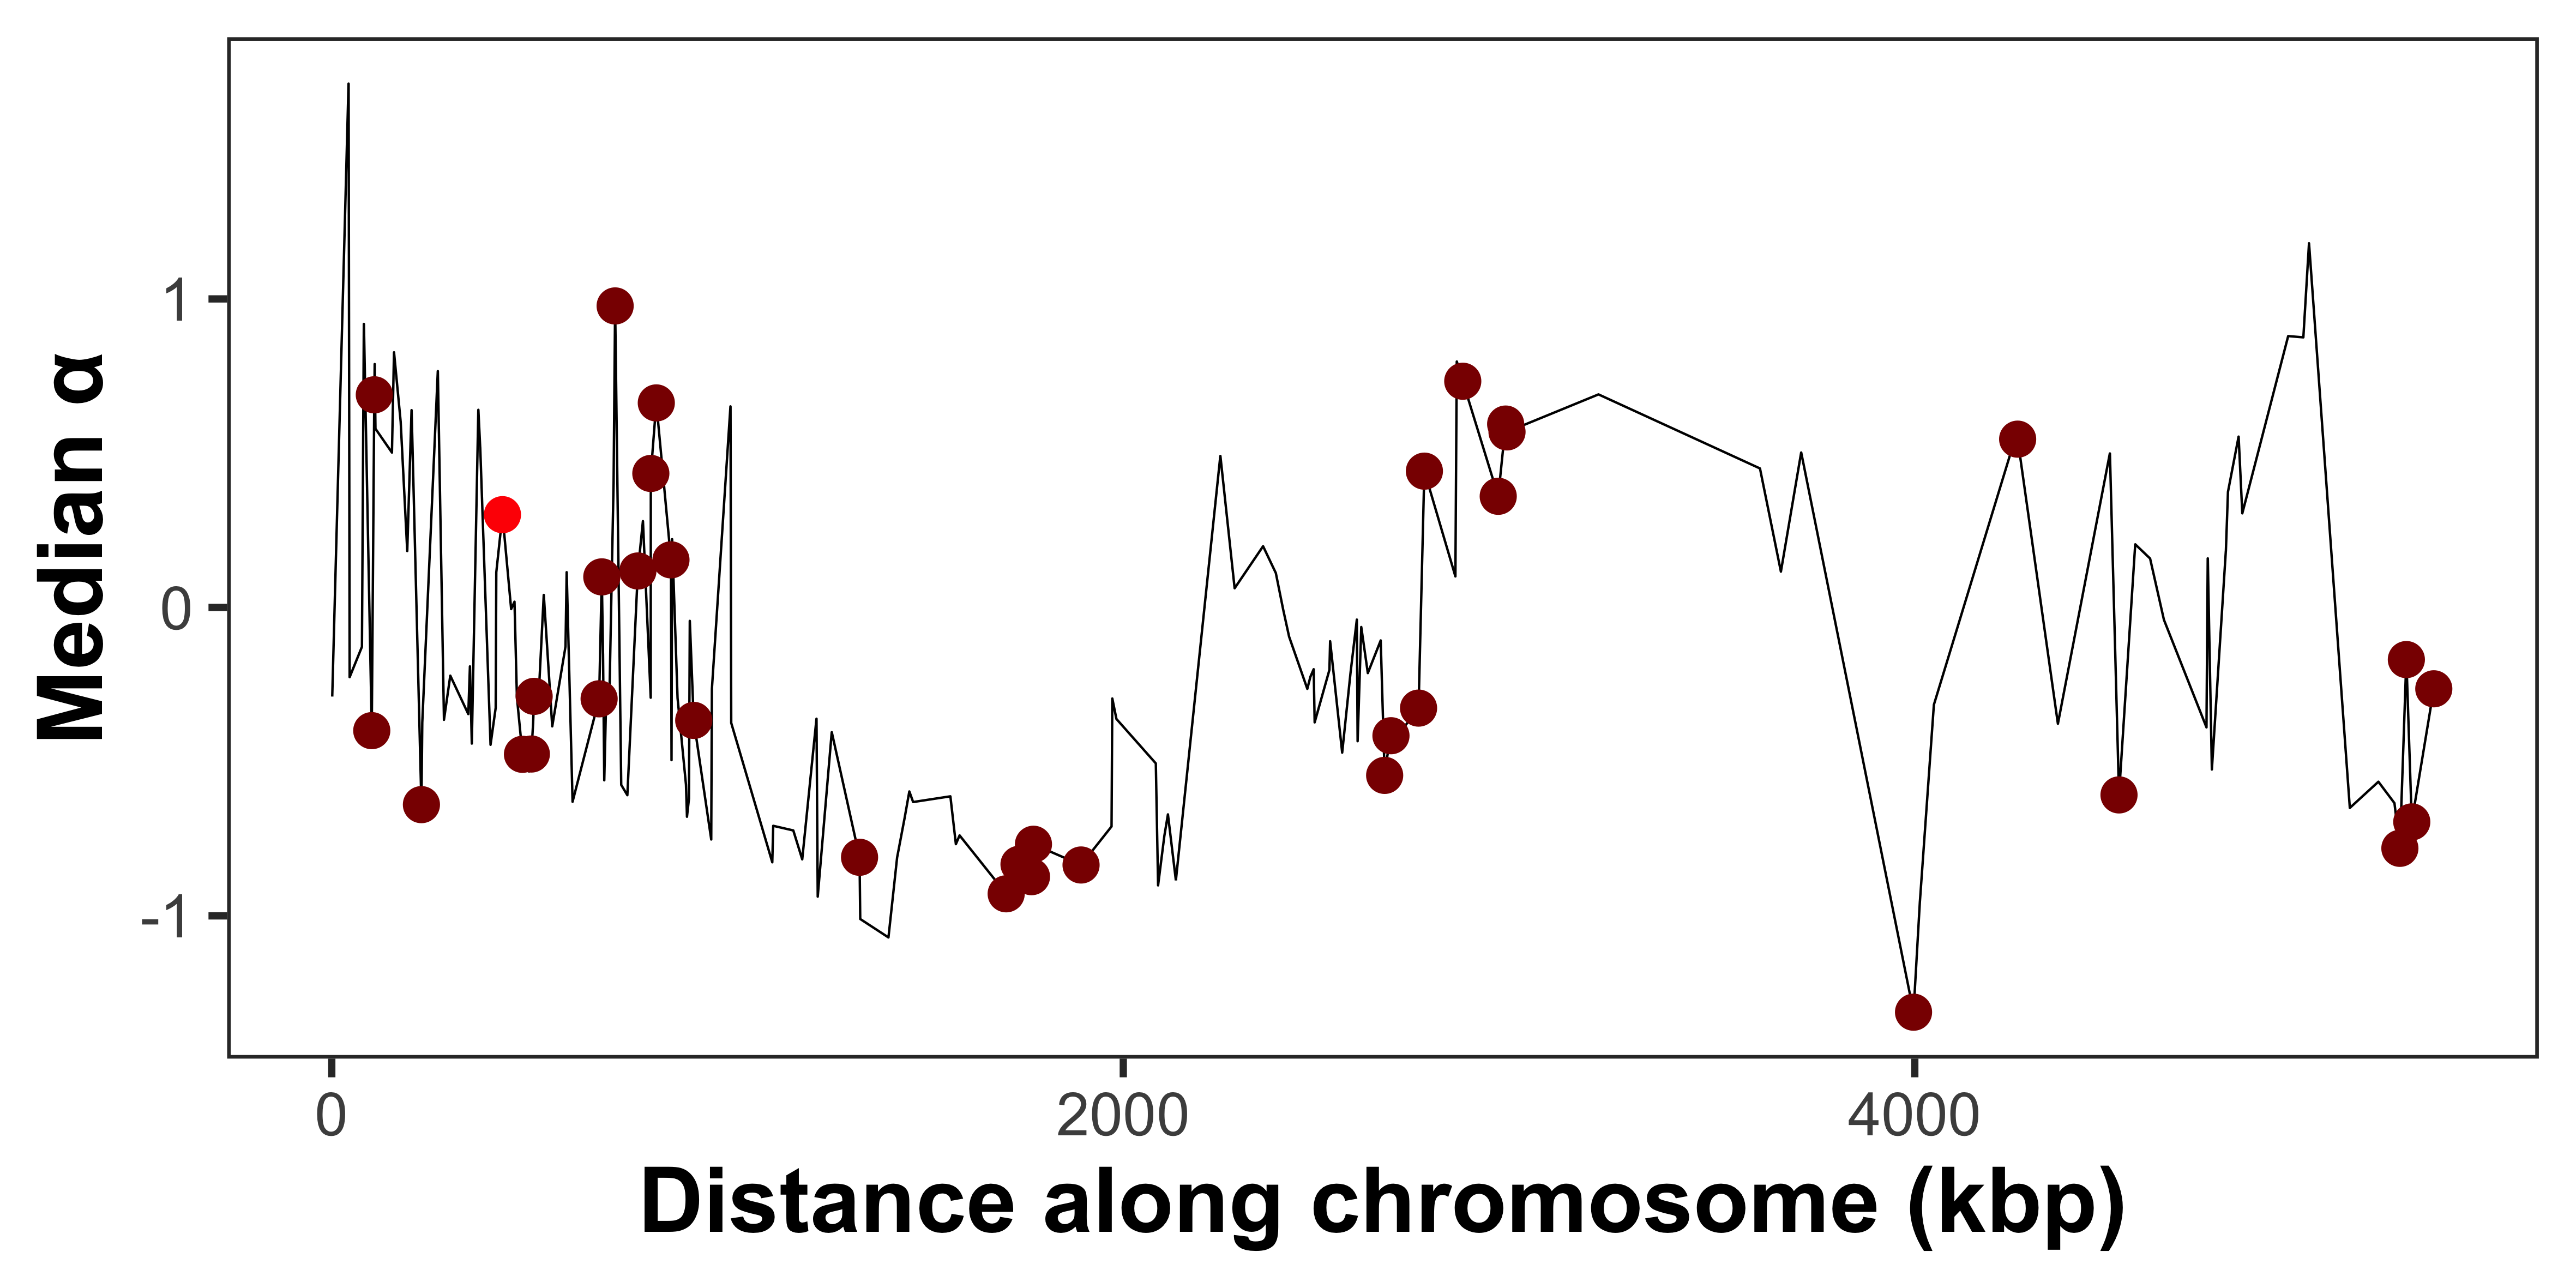 Median α
1
0
-1
0 2000 4000
Distance along chromosome (kbp)